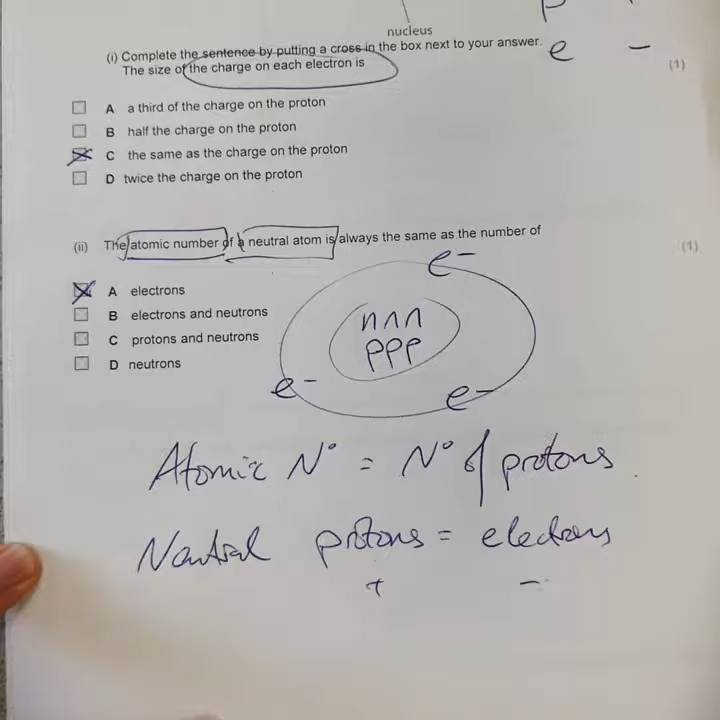 nucleus
(i) Complete the sentence by putting a cross in the box next to your answer.
The size of the charge on each electron is
e –
(1)
A a third of the charge on the proton
B half the charge on the proton
C the same as the charge on the proton
D twice the charge on the proton
(ii) The atomic number of a neutral atom is always the same as the number of
(1)
A electrons
B electrons and neutrons
C protons and neutrons
D neutrons
e–
n n n
p p p
e–
e–
Atomic N° = N° of protons.
Neutral protons = electrons
+ –